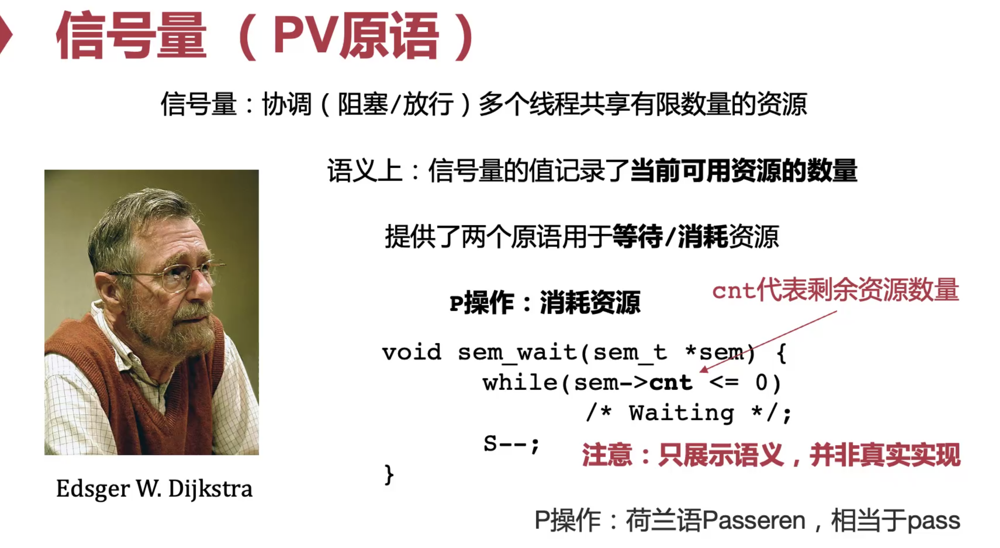 信号量（PV原语）
信号量：协调（阻塞/放行）多个线程共享有限数量的资源
语义上：信号量的值记录了当前可用资源的数量
提供了两个原语用于等待/消耗资源
P操作：消耗资源
cnt代表剩余资源数量
void sem_wait(sem_t *sem) {
while(sem->cnt <= 0)
/* Waiting */;
S--;
注意：只展示语义，并非真实实现
}
Edsger W. Dijkstra
P操作：荷兰语Passeren，相当于pass